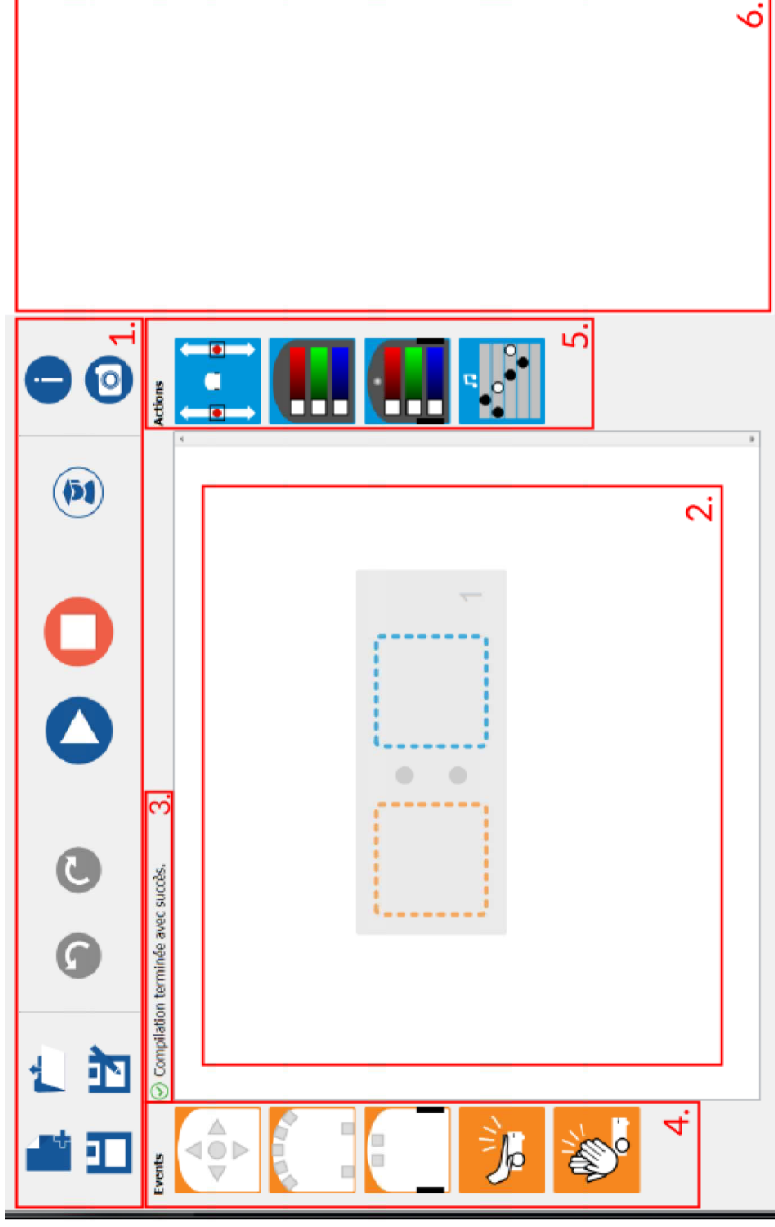 1.
3.
Compilation terminée avec succès.
Events
Actions
1
2.
4.
5.
6.